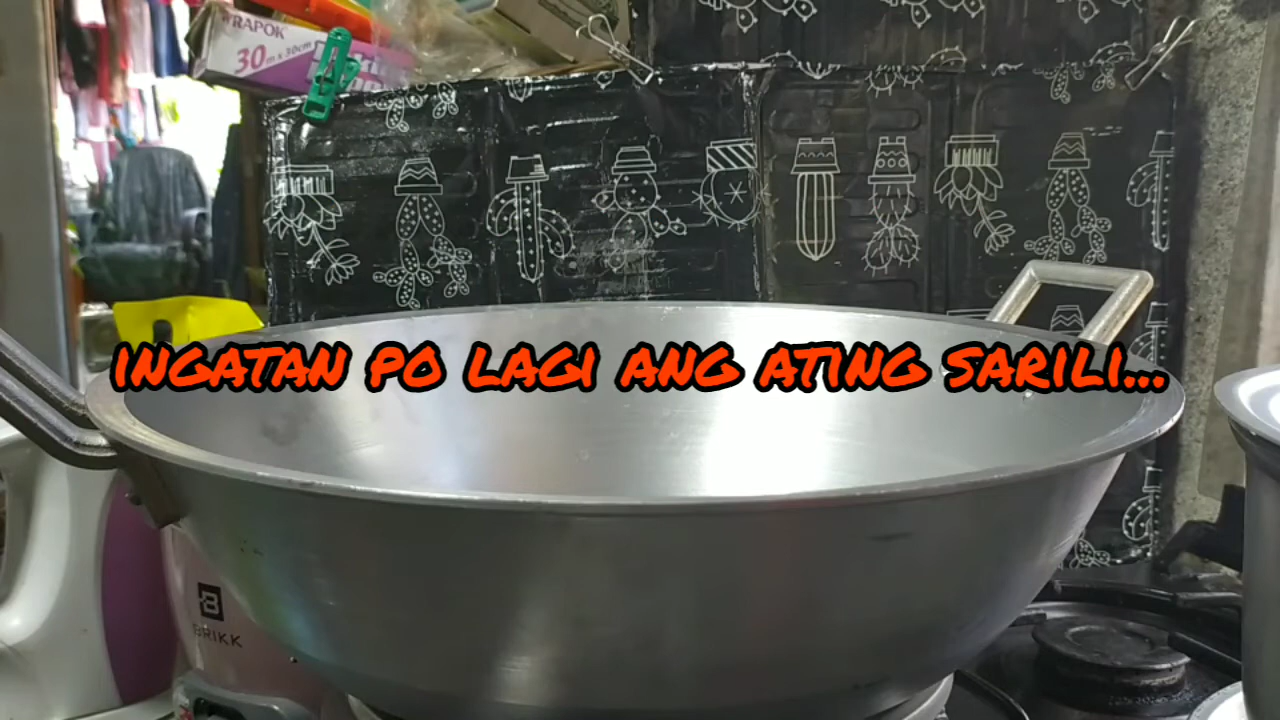 WRAPOK
30m x 30cm
INGATAN PO LAGI ANG ATING SARILI...
BRIKK